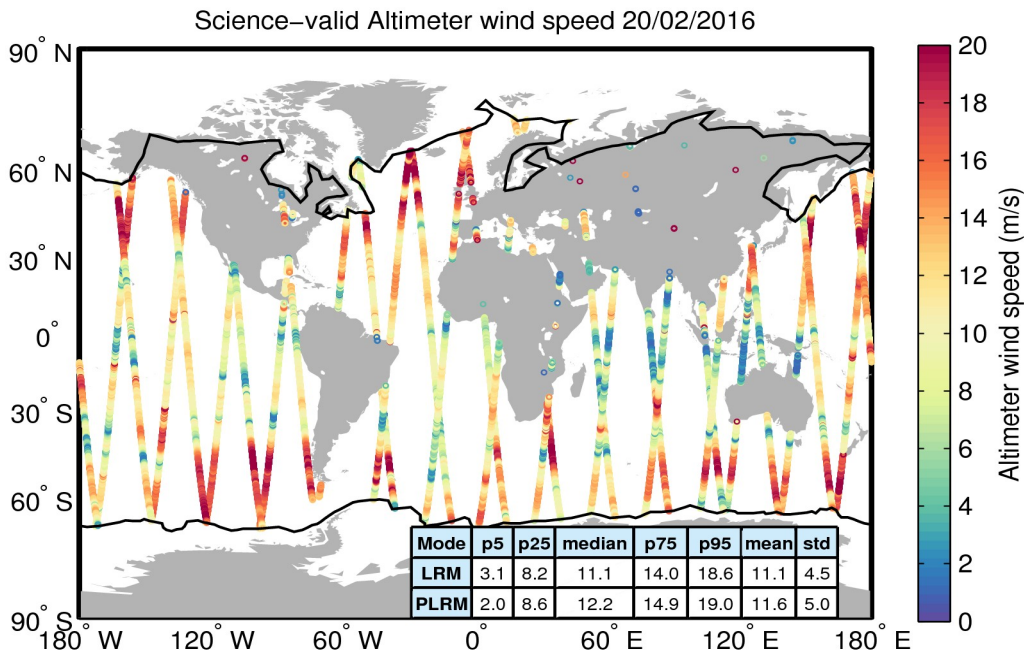 Science−valid Altimeter wind speed 20/02/2016
90° N
60° N
30° N
0°
30° S
60° S
90° S
180° W
120° W
60° W
0°
60° E
120° E
180° E
Mode p5 p25 median p75 p95 mean std
LRM 3.1 8.2 11.1 14.0 18.6 11.1 4.5
PLRM 2.0 8.6 12.2 14.9 19.0 11.6 5.0
20
18
16
14
12
10
8
6
4
2
0
Altimeter wind speed (m/s)